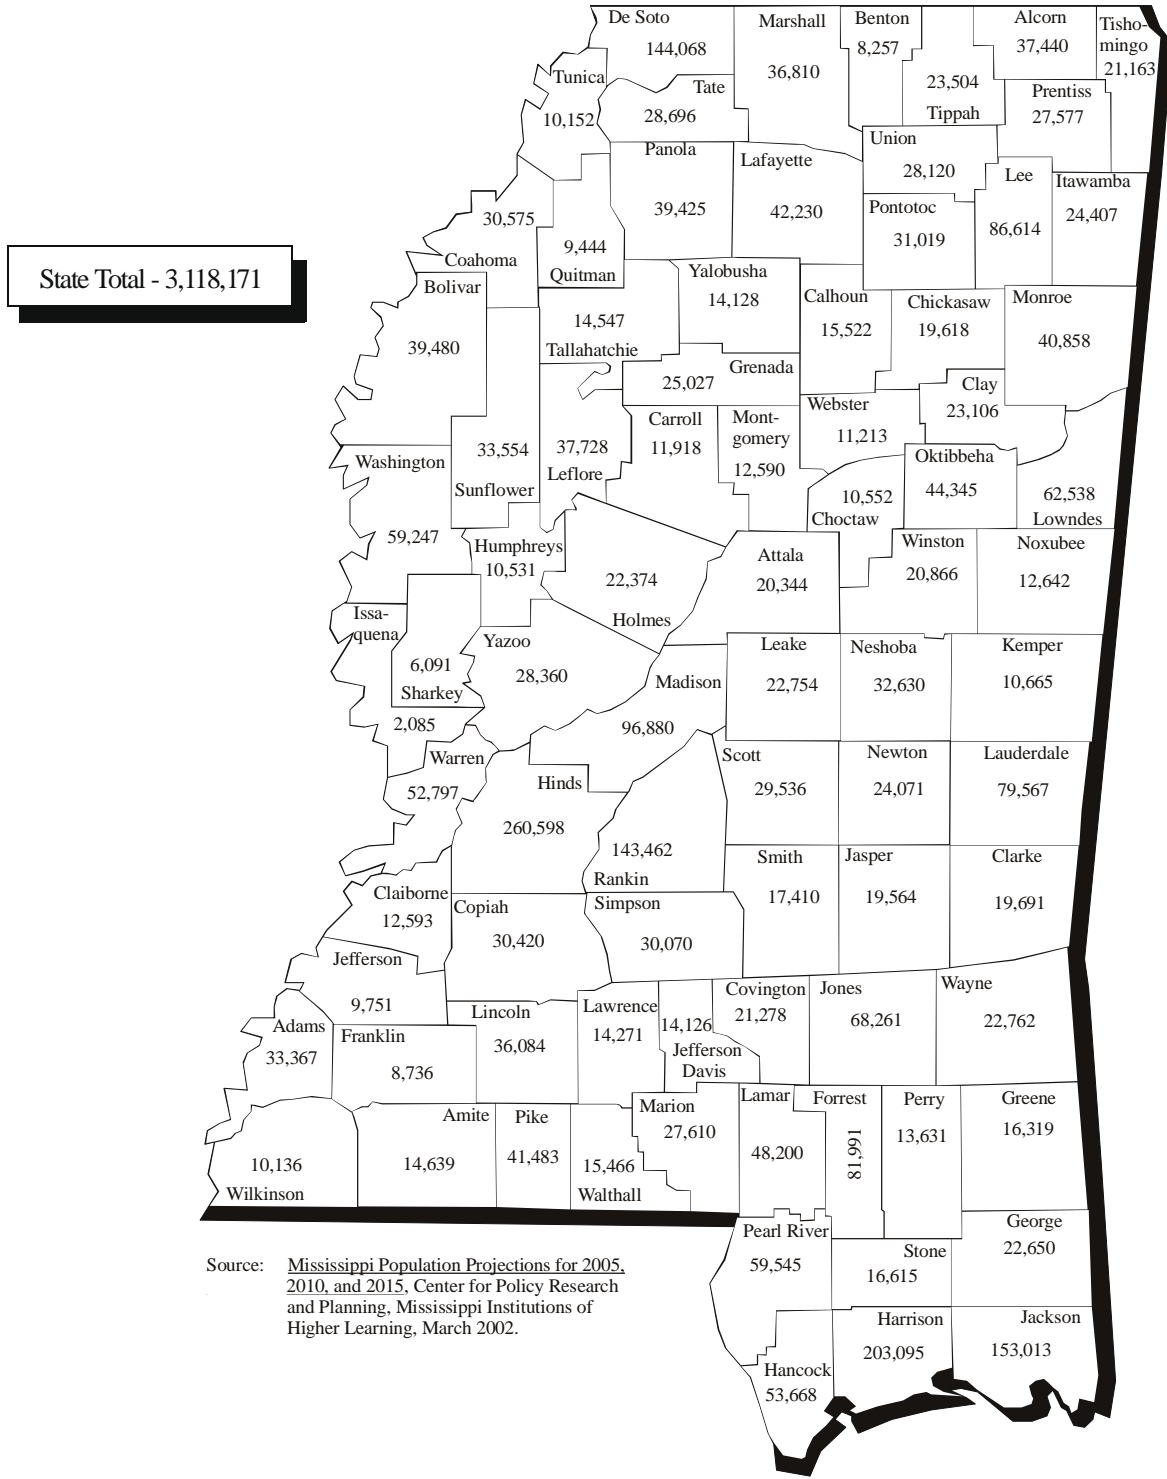 De Soto
144,068
Marshall
36,810
Benton
8,257
Alcorn
37,440
Tisho-
mingo
21,163
Tunica
10,152
Tate
28,696
23,504
Tippah
Prentiss
27,577
Union
28,120
Panola
39,425
Lafayette
42,230
Lee
86,614
Itawamba
24,407
Pontotoc
31,019
30,575
Coahoma
9,444
Quitman
State Total - 3,118,171
Bolivar
39,480
14,547
Tallahatchie
Yalobusha
14,128
Calhoun
15,522
Chickasaw
19,618
Monroe
40,858
Grenada
25,027
Clay
23,106
Carroll
11,918
Mont-
gomery
12,590
Webster
11,213
33,554
Sunflower
37,728
Leflore
Washington
59,247
Oktibbeha
44,345
10,552
Choctaw
62,538
Lowndes
Humphreys
10,531
22,374
Holmes
Attala
20,344
Winston
20,866
Noxubee
12,642
Issa-
quena
2,085
6,091
Sharkey
Yazoo
28,360
Madison
96,880
Leake
22,754
Neshoba
32,630
Kemper
10,665
Warren
52,797
Hinds
260,598
Scott
29,536
Newton
24,071
Lauderdale
79,567
143,462
Rankin
Smith
17,410
Jasper
19,564
Clarke
19,691
Claiborne
12,593
Copiah
30,420
Simpson
30,070
Jefferson
9,751
Adams
33,367
Franklin
8,736
Lincoln
36,084
Lawrence
14,271
14,126
Jefferson
Davis
Covington
21,278
Jones
68,261
Wayne
22,762
10,136
Wilkinson
Amite
14,639
Pike
41,483
15,466
Walthall
Marion
27,610
Lamar
48,200
Forrest
81,991
Perry
13,631
Greene
16,319
Pearl River
59,545
Stone
16,615
George
22,650
Hancock
53,668
Harrison
203,095
Jackson
153,013
Source: Mississippi Population Projections for 2005,
2010, and 2015, Center for Policy Research
and Planning, Mississippi Institutions of
Higher Learning, March 2002.